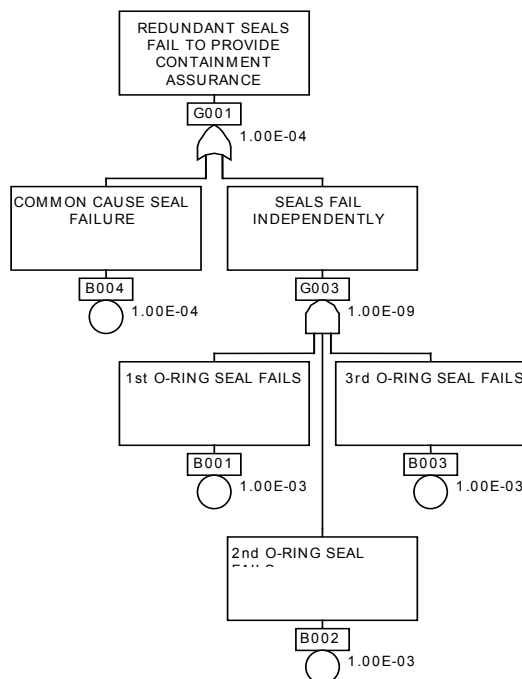 REDUNDANT SEALS
FAIL TO PROVIDE
CONTAINMENT
ASSURANCE
G001
1.00E-04
COMMON CAUSE SEAL
FAILURE
B004
1.00E-04
SEALS FAIL
INDEPENDENTLY
G003
1.00E-09
1st O-RING SEAL FAILS
B001
1.00E-03
3rd O-RING SEAL FAILS
B003
1.00E-03
2nd O-RING SEAL
FAILS
B002
1.00E-03